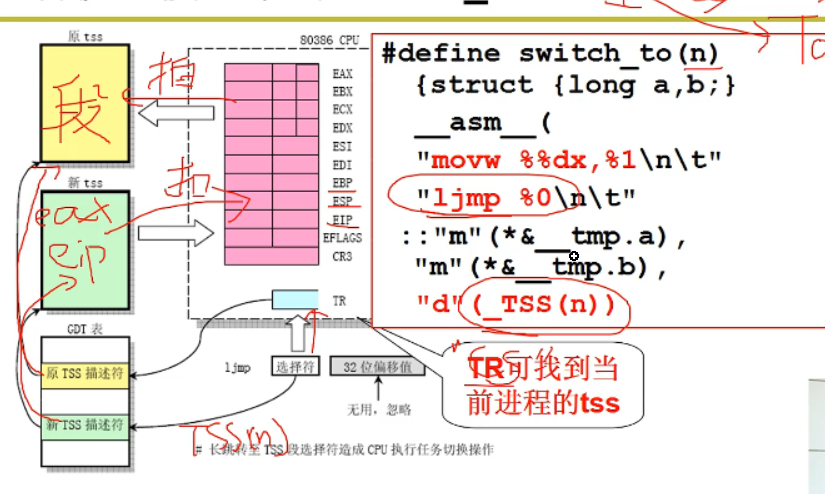 原 tss
段
拍
80386 CPU
EAX
EBX
ECX
EDX
ESI
EDI
EBP
ESP
EIP
EFLAGS
CR3
新 tss
eax
eip
扣
TR
GDT 表
原 TSS 描述符
新 TSS 描述符
ljmp
选择符
32 位偏移值
无用，忽略
TSS(n)
# 长跳转至 TSS 段选择符造成 CPU 执行任务切换操作
#define switch_to(n)
{struct {long a,b;}
__asm__(
"movw %%dx,%1\n\t"
"ljmp %0\n\t"
::"m"(*&__tmp.a),
"m"(*&__tmp.b),
"d"(_TSS(n))
TR可找到当
前进程的tss